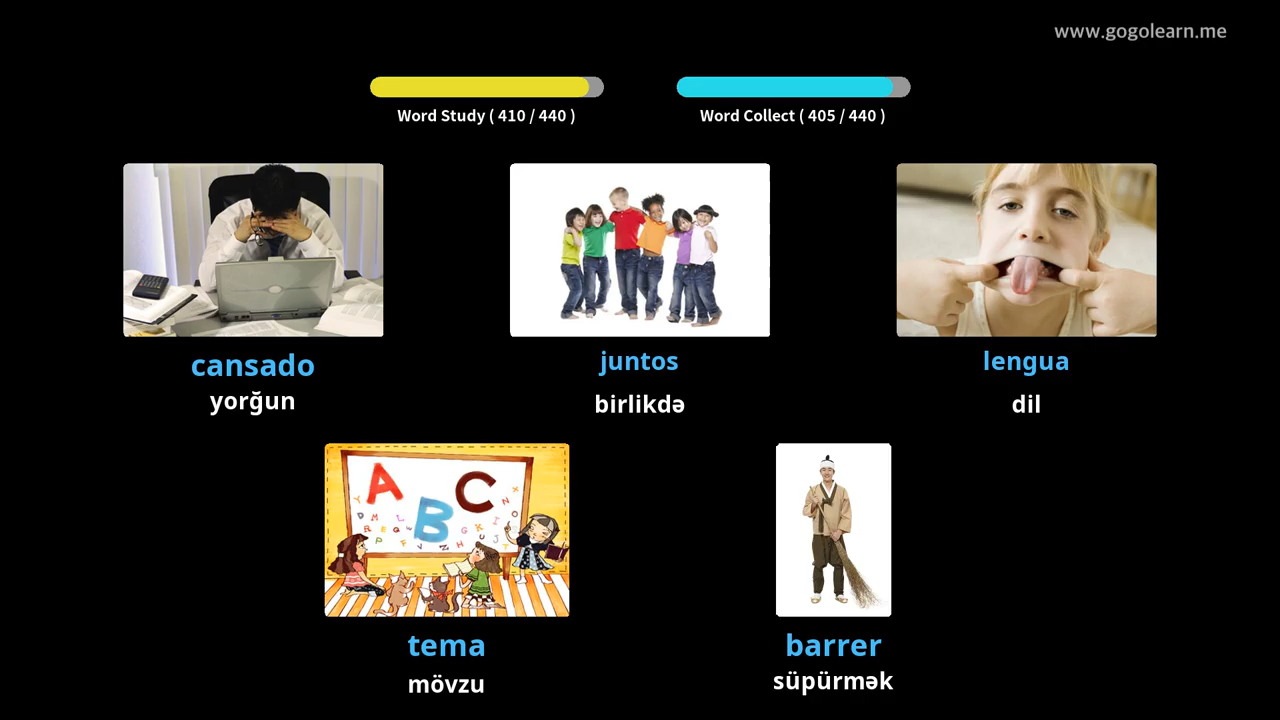 www.gogolearn.me
Word Study ( 410 / 440 )
Word Collect ( 405 / 440 )
cansado
yorğun
juntos
birlikdə
lengua
dil
A B C
tema
mövzu
barrer
süpürmək